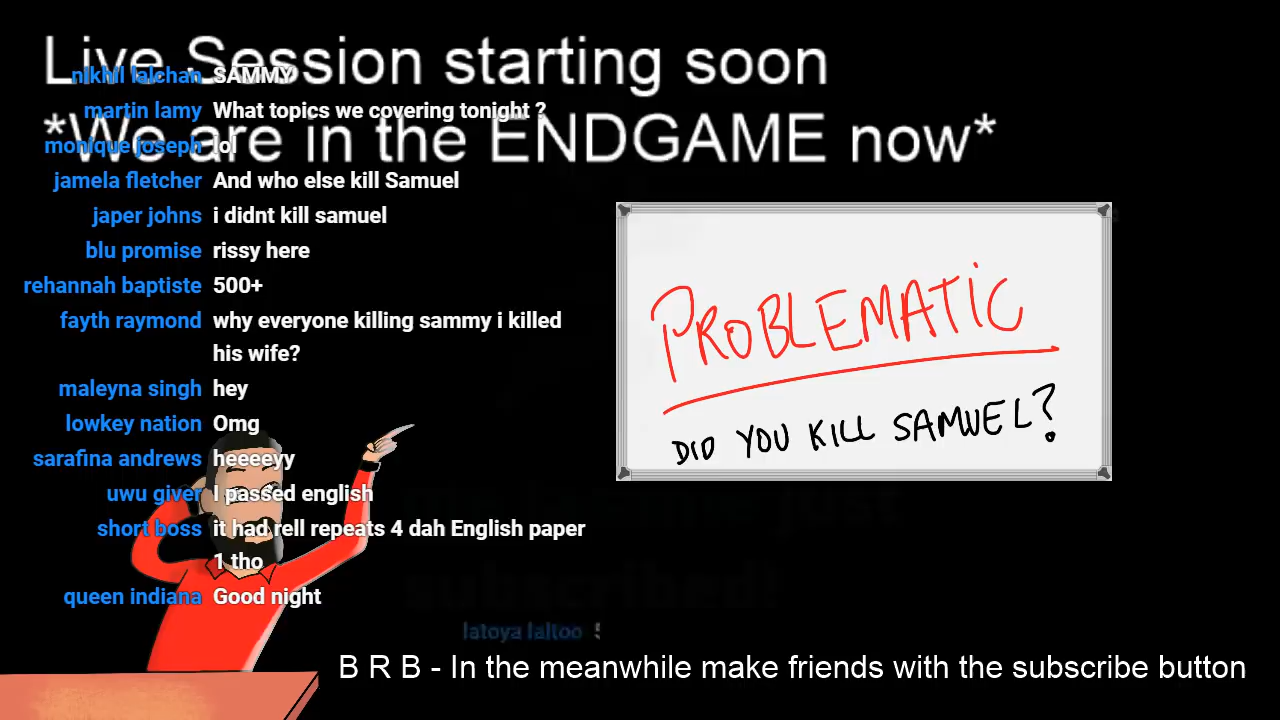 Live Session starting soon
*We are in the ENDGAME now*
nikhil lalchan SAMMY
martin lamy What topics we covering tonight ?
monique joseph lol
jamela fletcher And who else kill Samuel
japer johns i didnt kill samuel
blu promise rissy here
rehannah baptiste 500+
fayth raymond why everyone killing sammy i killed
his wife?
maleyna singh hey
lowkey nation Omg
sarafina andrews heeeeyy
uwu giver I passed english
short boss it had rell repeats 4 dah English paper
1 tho
queen indiana Good night
PROBLEMATIC
DID YOU KILL SAMUEL?
just
subscribed!
latoya laltoo
B R B - In the meanwhile make friends with the subscribe button